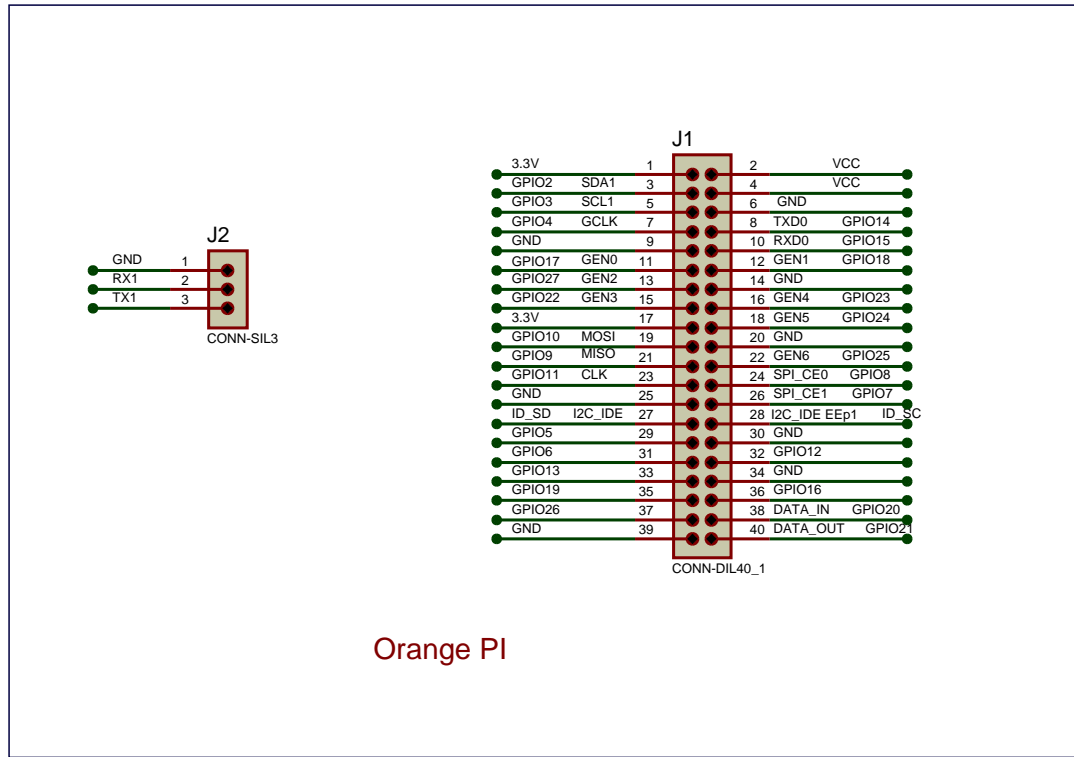 J1
3.3V 1 2 VCC
GPIO2 SDA1 3 4 VCC
GPIO3 SCL1 5 6 GND
GPIO4 GCLK 7 8 TXD0 GPIO14
GND 9 10 RXD0 GPIO15
GPIO17 GEN0 11 12 GEN1 GPIO18
GPIO27 GEN2 13 14 GND
GPIO22 GEN3 15 16 GEN4 GPIO23
3.3V 17 18 GEN5 GPIO24
GPIO10 MOSI 19 20 GND
GPIO9 MISO 21 22 GEN6 GPIO25
GPIO11 CLK 23 24 SPI_CE0 GPIO8
GND 25 26 SPI_CE1 GPIO7
ID_SD I2C_IDE 27 28 I2C_IDE EEp1 ID_SC
GPIO5 29 30 GND
GPIO6 31 32 GPIO12
GPIO13 33 34 GND
GPIO19 35 36 GPIO16
GPIO26 37 38 DATA_IN GPIO20
GND 39 40 DATA_OUT GPIO21
CONN-DIL40_1
J2
GND 1
RX1 2
TX1 3
CONN-SIL3
Orange PI